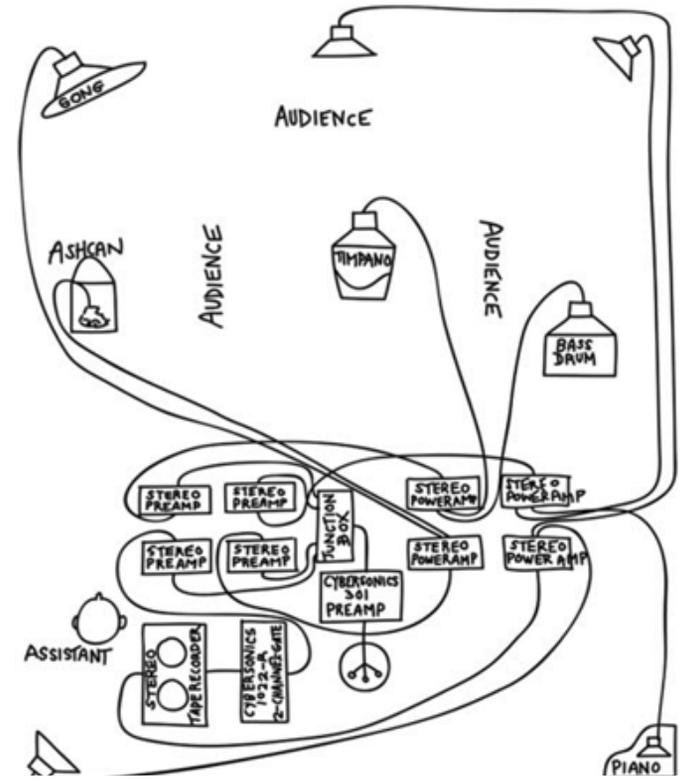 GONG
AUDIENCE
ASHCAN
AUDIENCE
TIMPANO
AUDIENCE
BASS
DRUM
STEREO
PREAMP
STEREO
PREAMP
JUNCTION
BOX
STEREO
POWERAMP
STEREO
POWERAMP
STEREO
PREAMP
STEREO
PREAMP
STEREO
POWERAMP
STEREO
POWER AMP
CYBERSONICS
301
PREAMP
ASSISTANT
STEREO
TAPE RECORDER
CYBERSONICS
1022-R
2-CHANNEL GATE
PIANO